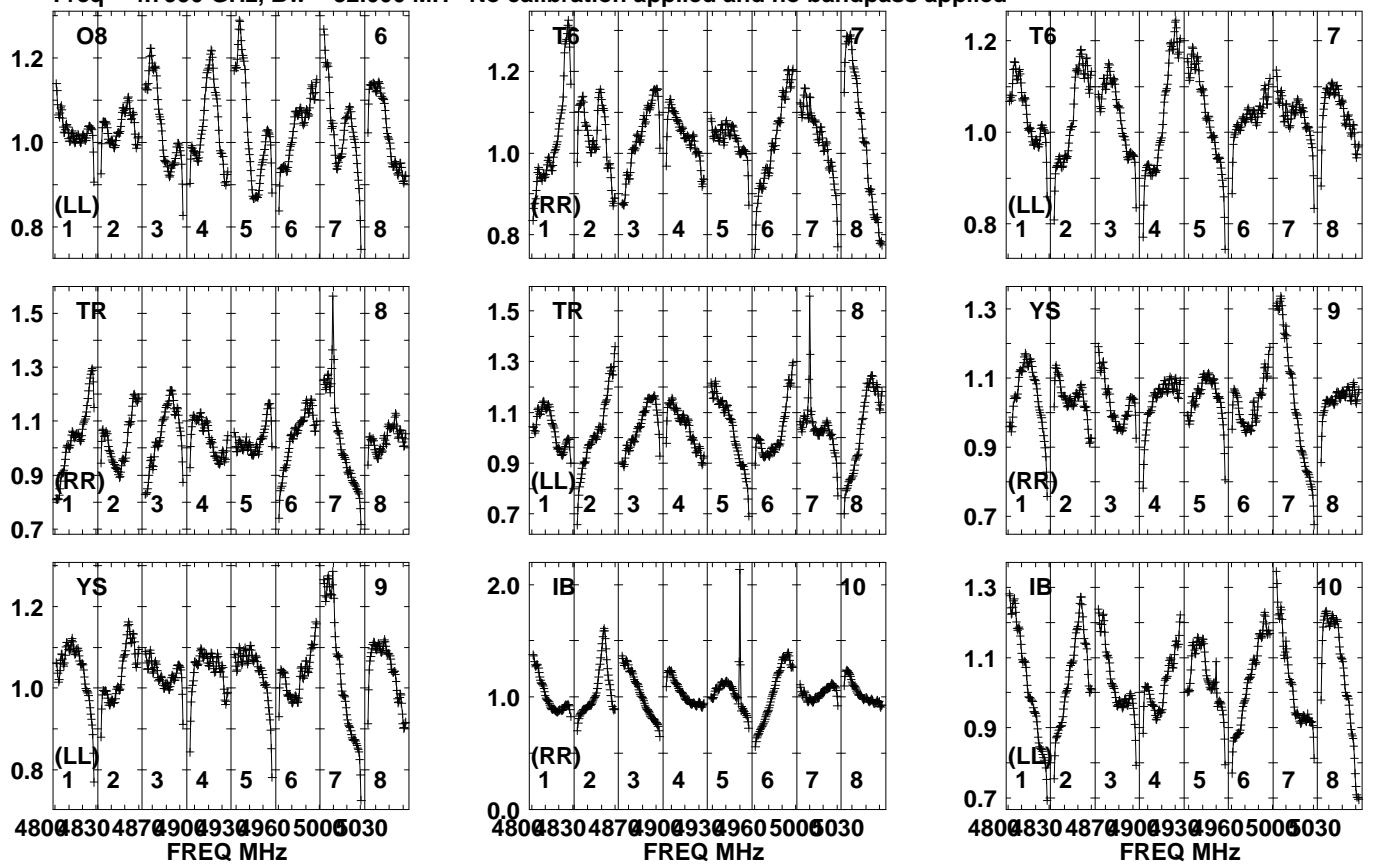 Freq = 4.
GHz, Bw = 32.000 MH No calibration applied and no bandpass applied
O8 6
1.2
1.0
0.8
(LL)
1 2 3 4 5 6 7 8
T6 7
1.2
1.0
0.8
(RR)
1 2 3 4 5 6 7 8
T6 7
1.2
1.0
0.8
(LL)
1 2 3 4 5 6 7 8
TR 8
1.5
1.3
1.1
0.9
0.7
(RR)
1 2 3 4 5 6 7 8
TR 8
1.5
1.3
1.1
0.9
0.7
(LL)
1 2 3 4 5 6 7 8
YS 9
1.3
1.1
0.9
0.7
(RR)
1 2 3 4 5 6 7 8
YS 9
1.2
1.0
0.8
(LL)
1 2 3 4 5 6 7 8
4800 4830 4870 4900 4930 4960 5000 5030
FREQ MHz
IB 10
2.0
1.0
0.0
(RR)
1 2 3 4 5 6 7 8
4800 4830 4870 4900 4930 4960 5000 5030
FREQ MHz
IB 10
1.3
1.1
0.9
0.7
(LL)
1 2 3 4 5 6 7 8
4800 4830 4870 4900 4930 4960 5000 5030
FREQ MHz